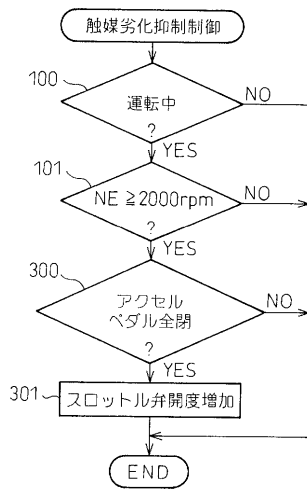 触媒劣化抑制制御
100
運転中
?
NO
YES
101
NE≧2000rpm
?
NO
YES
300
アクセル
ペダル全閉
?
NO
YES
301
スロットル弁開度増加
END